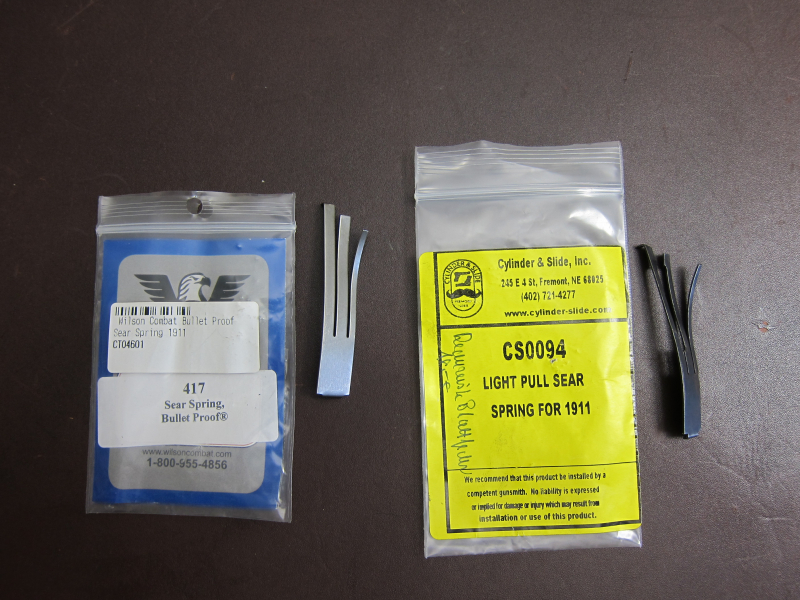 Wilson Combat Bullet Proof
Sear Spring 1911
CT04601
417
Sear Spring,
Bullet Proof®
www.wilsoncombat.com
1-800-955-4856
CYLINDER & SLIDE
Cylinder & Slide, Inc.
245 E 4 St, Fremont, NE 68025
(402) 721-4277
www.cylinder-slide.com
CS0094
LIGHT PULL SEAR
SPRING FOR 1911
We recommend that this product be installed by a
competent gunsmith. No liability is expressed
or implied for damage or injury which may result from
installation or use of this product.